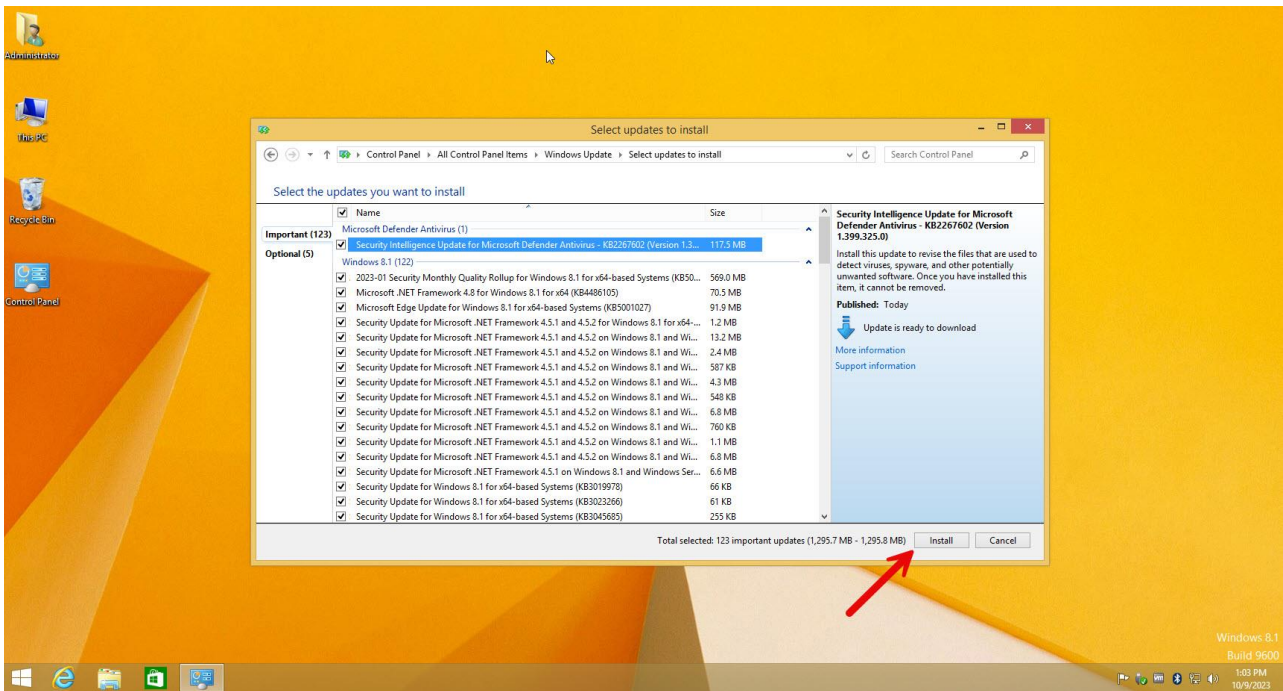 Administrator
This PC
Recycle Bin
Control Panel
Select updates to install
Control Panel All Control Panel Items Windows Update Select updates to install
Search Control Panel
Select the updates you want to install
Important (123)
Optional (5)
Name Size
Microsoft Defender Antivirus (1)
Security Intelligence Update for Microsoft Defender Antivirus - KB2267602 (Version 1.3... 117.5 MB
Windows 8.1 (122)
2023-01 Security Monthly Quality Rollup for Windows 8.1 for x64-based Systems (KB50... 569.0 MB
Microsoft .NET Framework 4.8 for Windows 8.1 for x64 (KB4486105) 70.5 MB
Microsoft Edge Update for Windows 8.1 for x64-based Systems (KB5001027) 91.9 MB
Security Update for Microsoft .NET Framework 4.5.1 and 4.5.2 for Windows 8.1 for x64-... 1.2 MB
Security Update for Microsoft .NET Framework 4.5.1 and 4.5.2 on Windows 8.1 and Wi... 13.2 MB
Security Update for Microsoft .NET Framework 4.5.1 and 4.5.2 on Windows 8.1 and Wi... 2.4 MB
Security Update for Microsoft .NET Framework 4.5.1 and 4.5.2 on Windows 8.1 and Wi... 587 KB
Security Update for Microsoft .NET Framework 4.5.1 and 4.5.2 on Windows 8.1 and Wi... 4.3 MB
Security Update for Microsoft .NET Framework 4.5.1 and 4.5.2 on Windows 8.1 and Wi... 548 KB
Security Update for Microsoft .NET Framework 4.5.1 and 4.5.2 on Windows 8.1 and Wi... 6.8 MB
Security Update for Microsoft .NET Framework 4.5.1 and 4.5.2 on Windows 8.1 and Wi... 760 KB
Security Update for Microsoft .NET Framework 4.5.1 and 4.5.2 on Windows 8.1 and Wi... 1.1 MB
Security Update for Microsoft .NET Framework 4.5.1 and 4.5.2 on Windows 8.1 and Wi... 6.8 MB
Security Update for Microsoft .NET Framework 4.5.1 on Windows 8.1 and Windows Ser... 6.6 MB
Security Update for Windows 8.1 for x64-based Systems (KB3019978) 66 KB
Security Update for Windows 8.1 for x64-based Systems (KB3023266) 61 KB
Security Update for Windows 8.1 for x64-based Systems (KB3045685) 255 KB
Security Intelligence Update for Microsoft
Defender Antivirus - KB2267602 (Version
1.399.325.0)
Install this update to revise the files that are used to
detect viruses, spyware, and other potentially
unwanted software. Once you have installed this
item, it cannot be removed.
Published: Today
Update is ready to download
More information
Support information
Total selected: 123 important updates (1,295.7 MB - 1,295.8 MB)
Install
Cancel
Windows 8.1
Build 9600
1:03 PM
10/9/2023